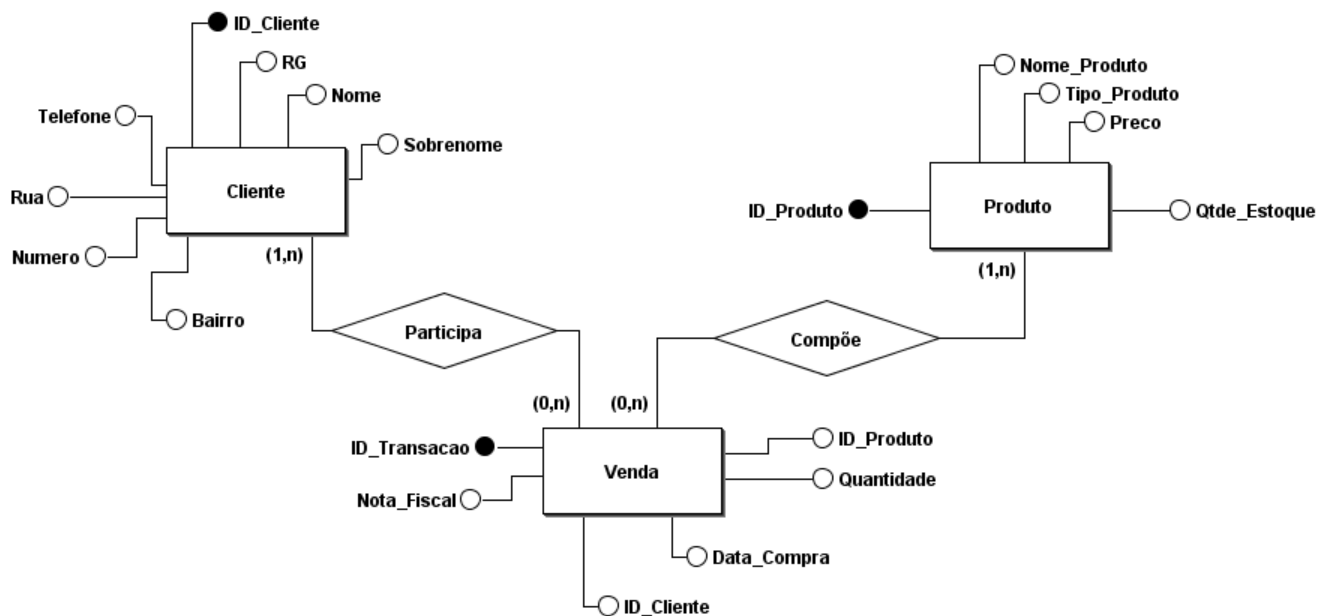 ID_Cliente
RG
Nome
Telefone
Sobrenome
Cliente
Rua
Numero
(1,n)
Bairro
Nome_Produto
Tipo_Produto
Preco
ID_Produto
Produto
Qtde_Estoque
(1,n)
Participa
Compõe
(0,n)
(0,n)
ID_Transacao
Venda
ID_Produto
Nota_Fiscal
Quantidade
Data_Compra
ID_Cliente